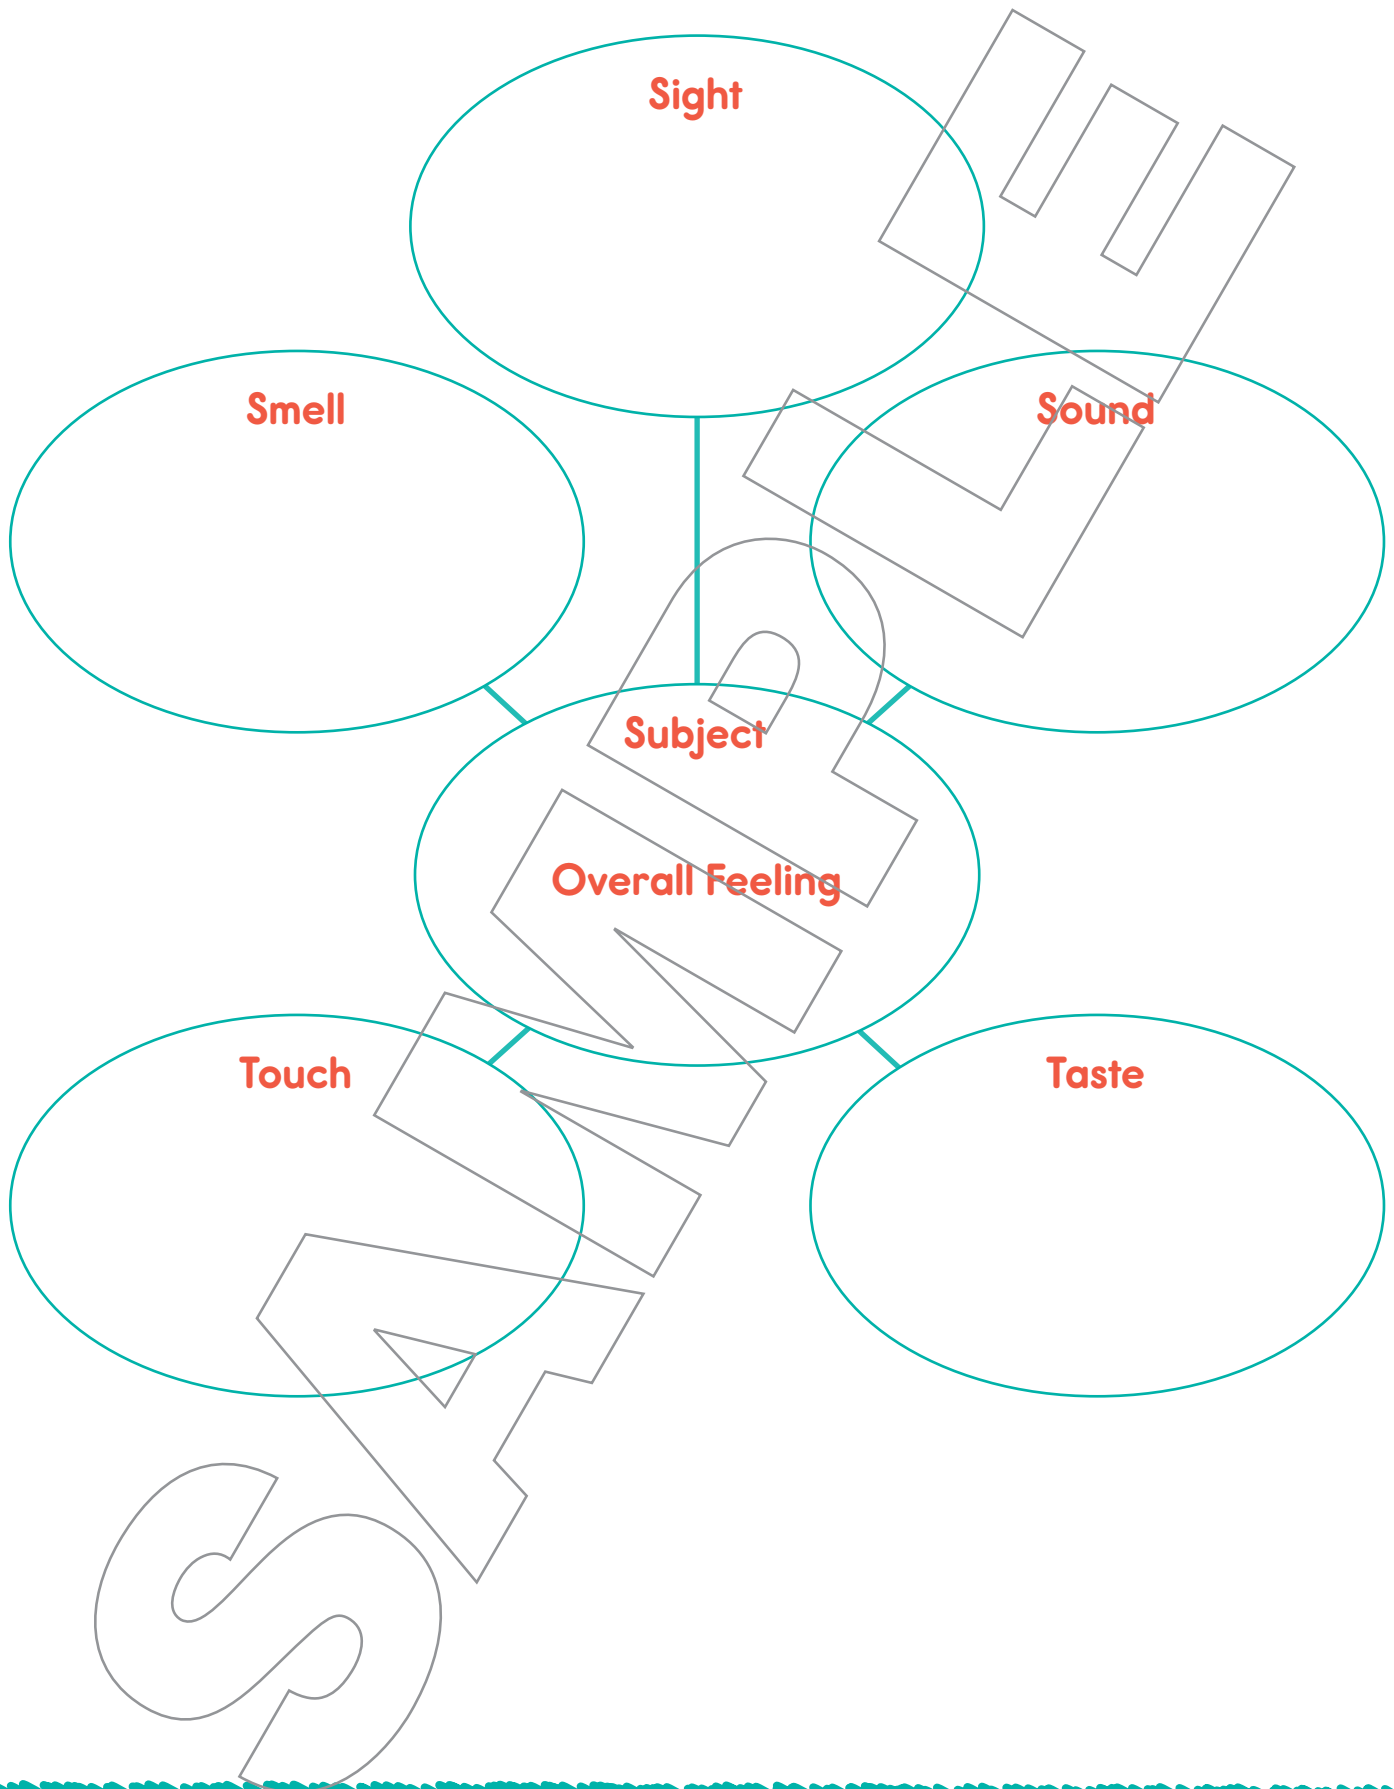 Sight
Smell
Sound
Subject
Overall Feeling
Touch
Taste
SAMPLE